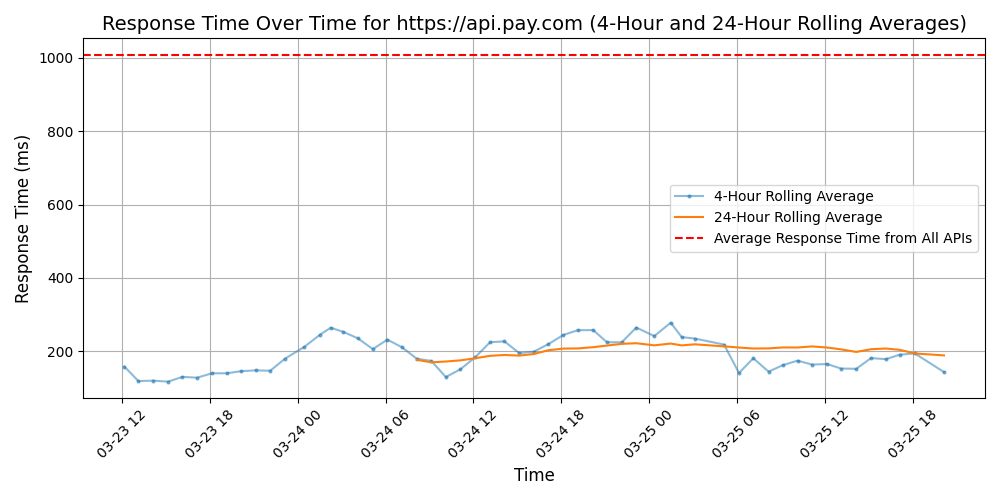 Response Time Over Time for https://api.pay.com (4-Hour and 24-Hour Rolling Averages)
Response Time (ms)
1000
800
600
400
200
4-Hour Rolling Average
24-Hour Rolling Average
Average Response Time from All APIs
03-23 12
03-23 18
03-24 00
03-24 06
03-24 12
03-24 18
03-25 00
03-25 06
03-25 12
03-25 18
Time